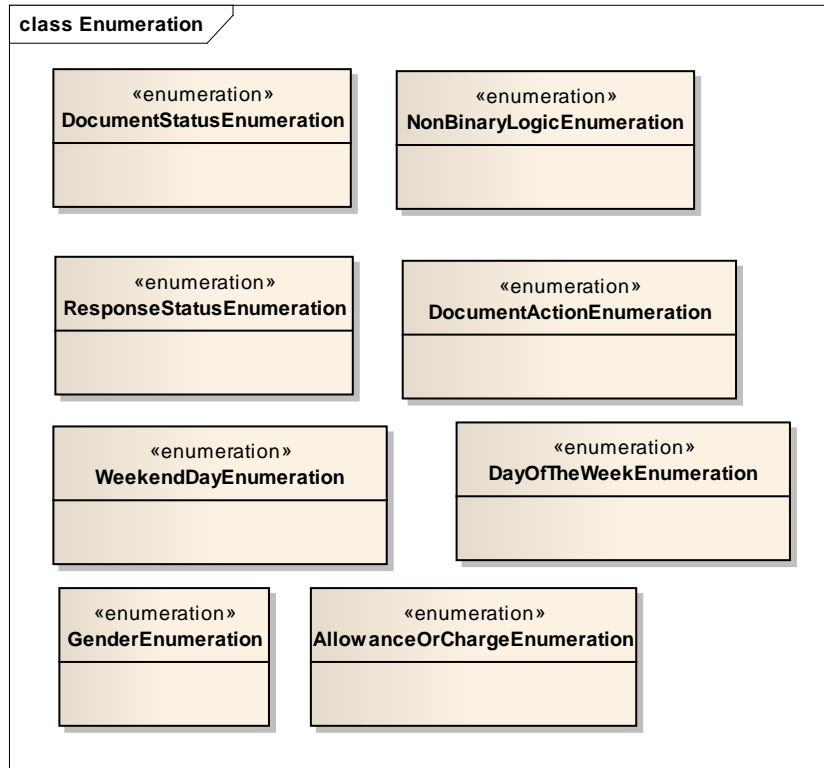 class Enumeration
«enumeration»
DocumentStatusEnumeration
«enumeration»
NonBinaryLogicEnumeration
«enumeration»
ResponseStatusEnumeration
«enumeration»
DocumentActionEnumeration
«enumeration»
WeekendDayEnumeration
«enumeration»
DayOfTheWeekEnumeration
«enumeration»
GenderEnumeration
«enumeration»
AllowanceOrChargeEnumeration